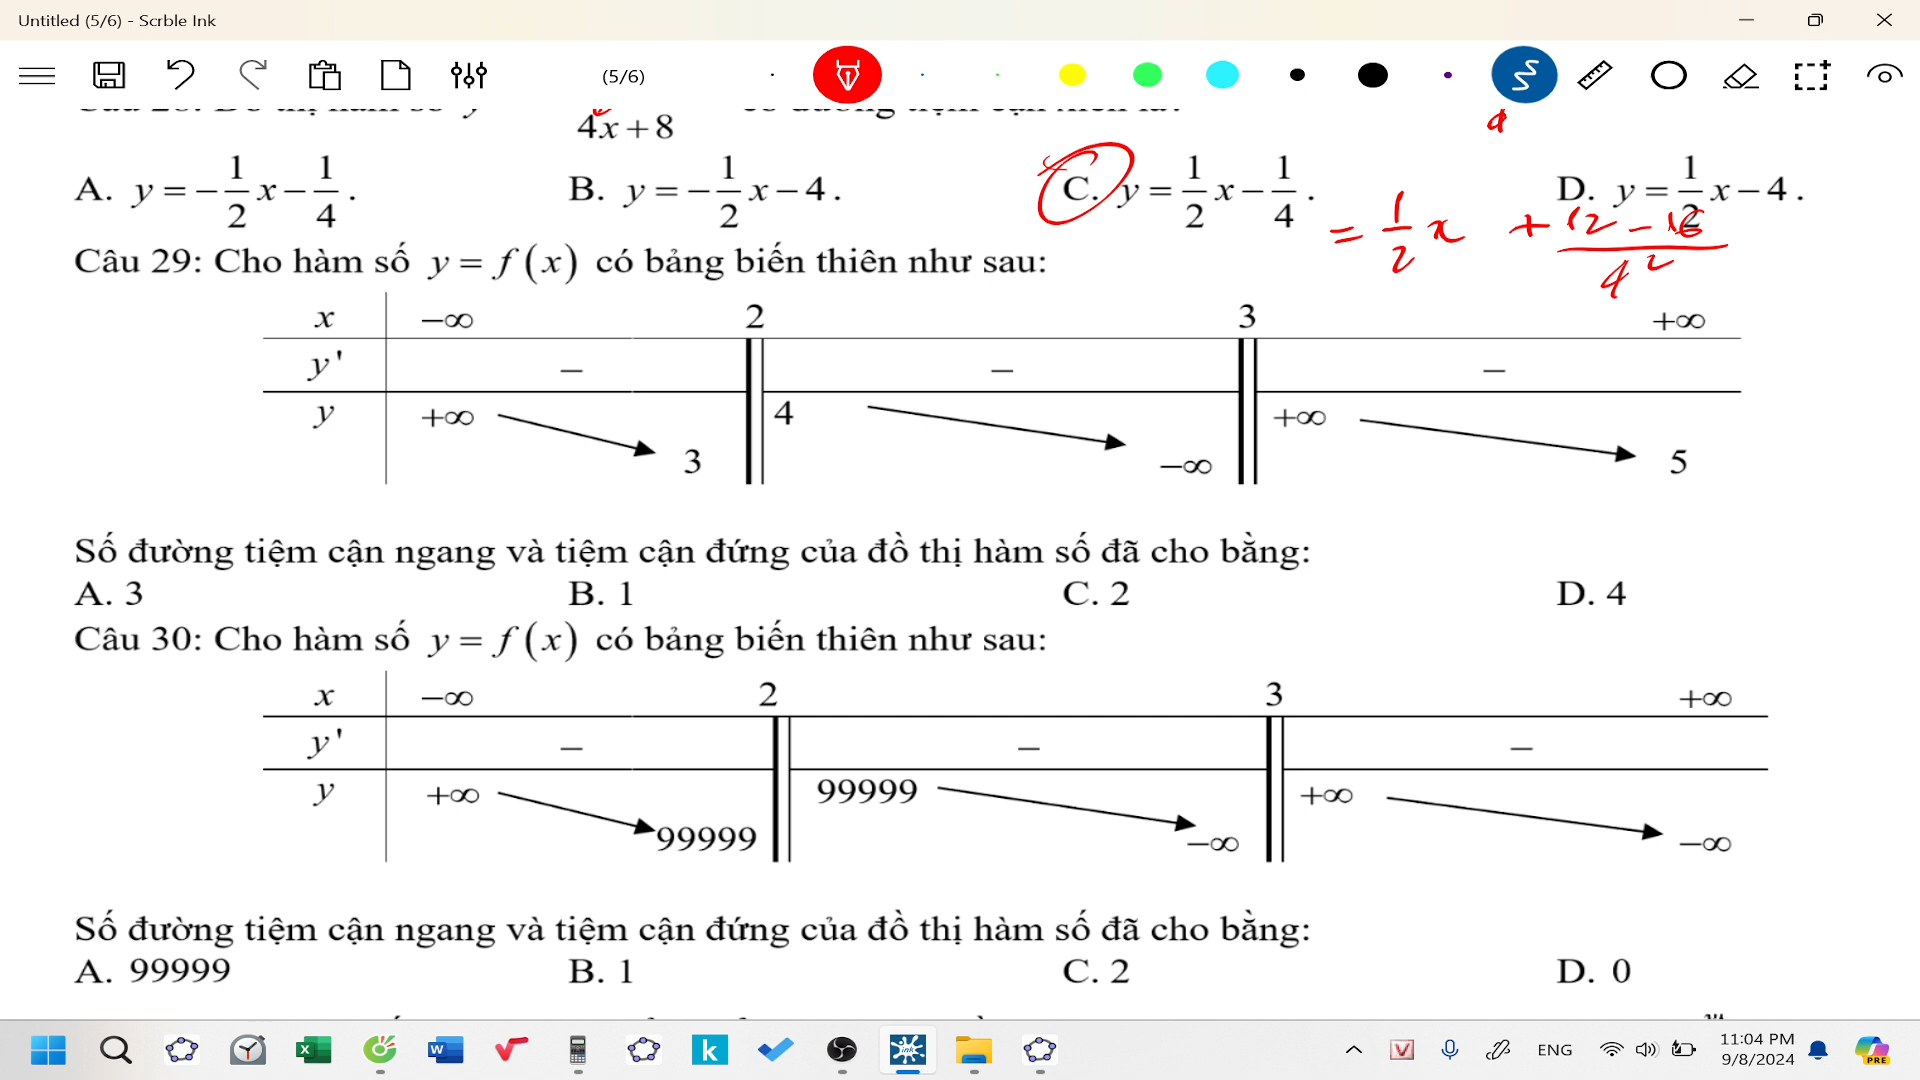 Untitled (5/6) - Scrble Ink
(5/6)
4x+8
A. y = −1/2 x − 1/4 . B. y = −1/2 x − 4 . C. y = 1/2 x − 1/4 . D. y = 1/2 x − 4 .
= 1/2 x + (12 − 16)/4²
Câu 29: Cho hàm số y = f(x) có bảng biến thiên như sau:
x −∞ 2 3 +∞
y' − − −
y +∞ 3 4 −∞ +∞ 5
Số đường tiệm cận ngang và tiệm cận đứng của đồ thị hàm số đã cho bằng:
A. 3 B. 1 C. 2 D. 4
Câu 30: Cho hàm số y = f(x) có bảng biến thiên như sau:
x −∞ 2 3 +∞
y' − − −
y +∞ 99999 99999 −∞ +∞ −∞
Số đường tiệm cận ngang và tiệm cận đứng của đồ thị hàm số đã cho bằng:
A. 99999 B. 1 C. 2 D. 0
ENG
11:04 PM
9/8/2024